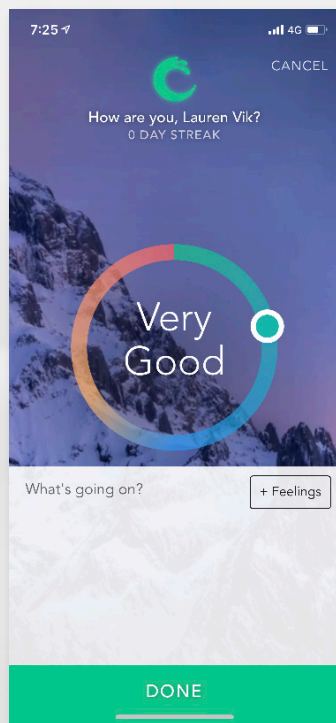 7:25
4G
CANCEL
How are you, Lauren Vik?
0 DAY STREAK
Very
Good
What's going on?
+ Feelings
DONE